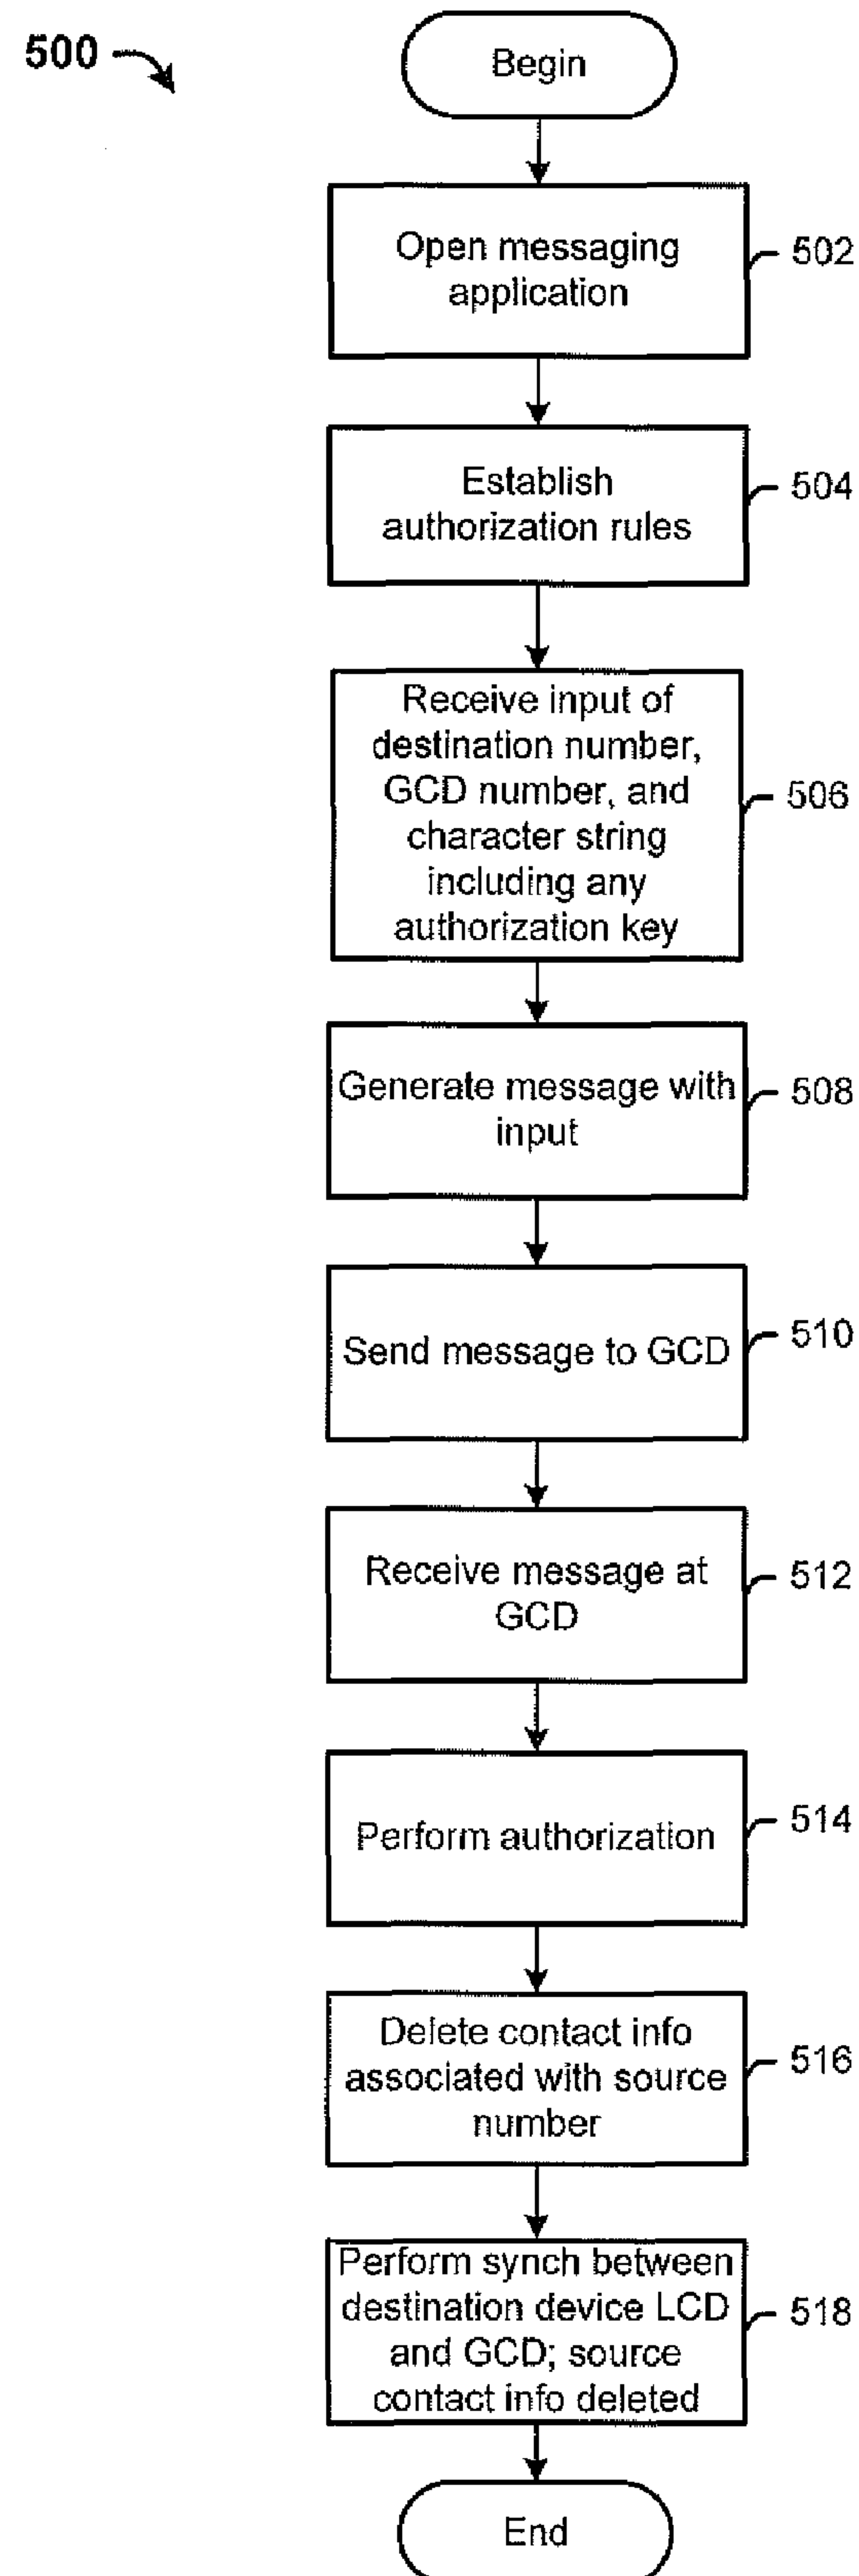 500
Begin
Open messaging
application
502
Establish
authorization rules
504
Receive input of
destination number,
GCD number, and
character string
including any
authorization key
506
Generate message with
input
508
Send message to GCD
510
Receive message at
GCD
512
Perform authorization
514
Delete contact info
associated with source
number
516
Perform synch between
destination device LCD
and GCD; source
contact info deleted
518
End